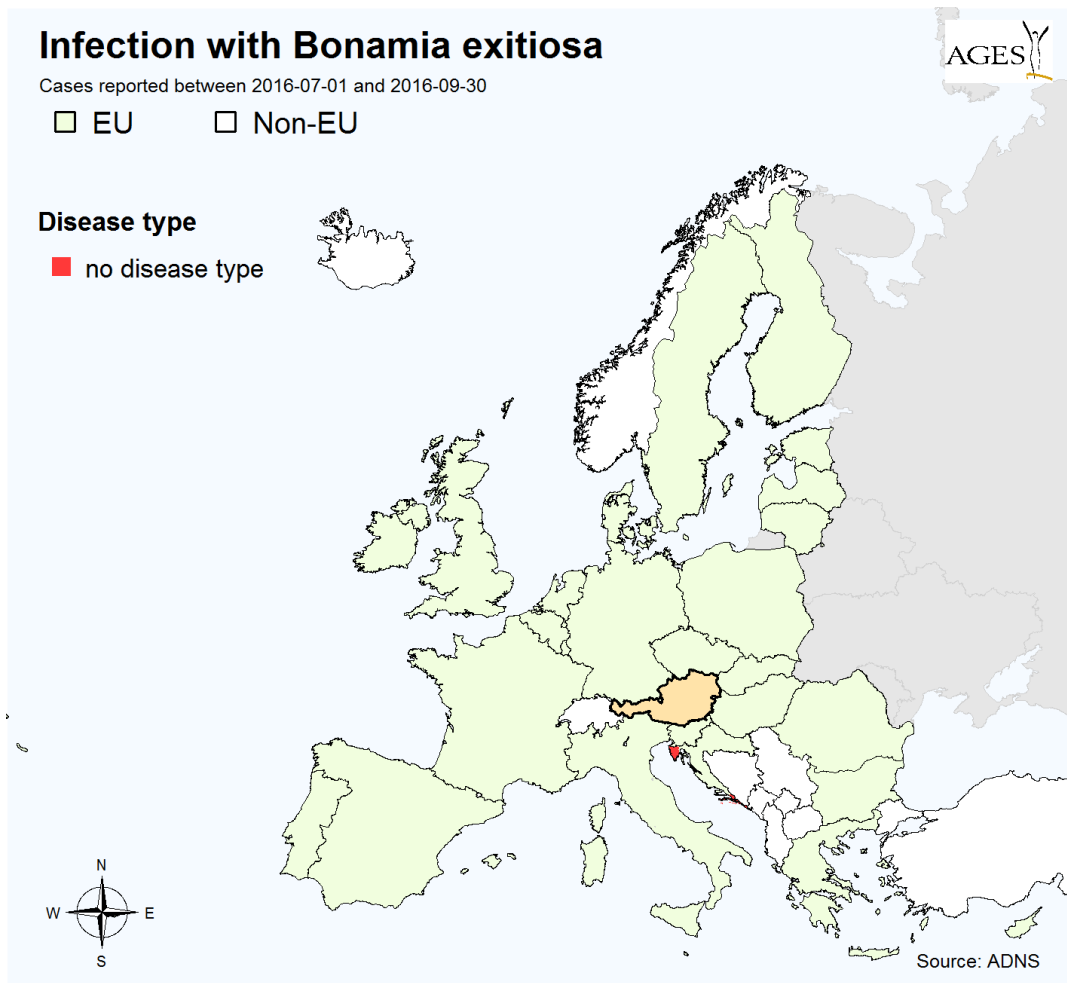 Infection with Bonamia exitiosa
AGES
Cases reported between 2016-07-01 and 2016-09-30
EU Non-EU
Disease type
no disease type
N
W E
S
Source: ADNS